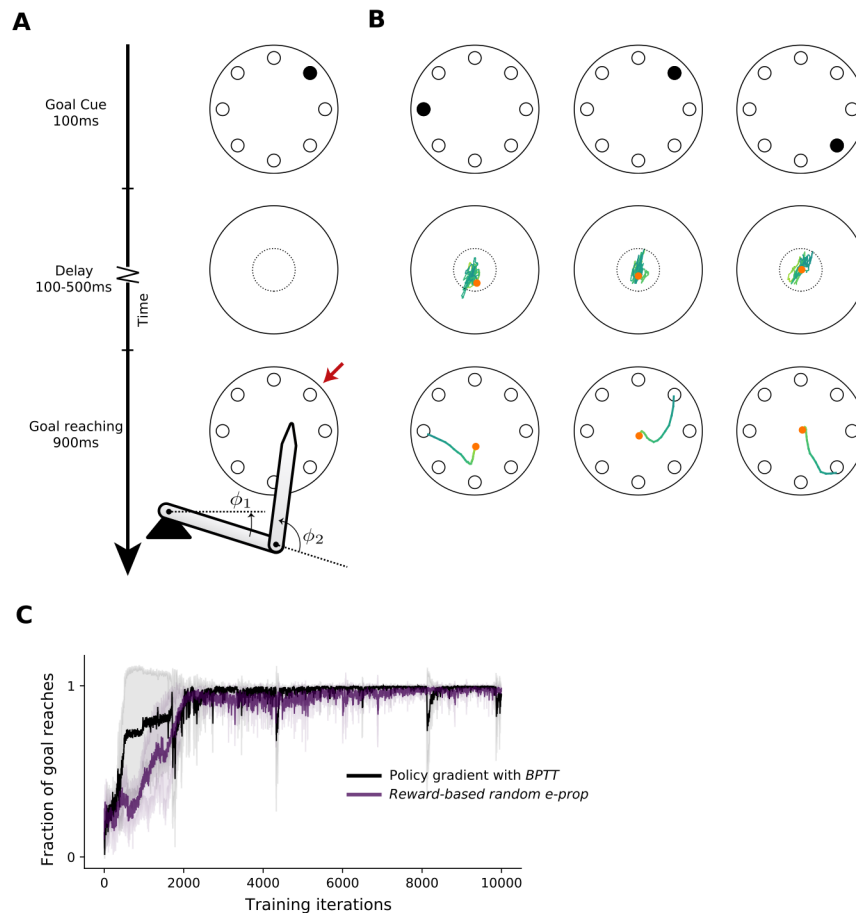 A
B
Goal Cue
100ms
Delay
100-500ms
Time
Goal reaching
900ms
ϕ1
ϕ2
C
Fraction of goal reaches
1
0
Policy gradient with BPTT
Reward-based random e-prop
0 2000 4000 6000 8000 10000
Training iterations